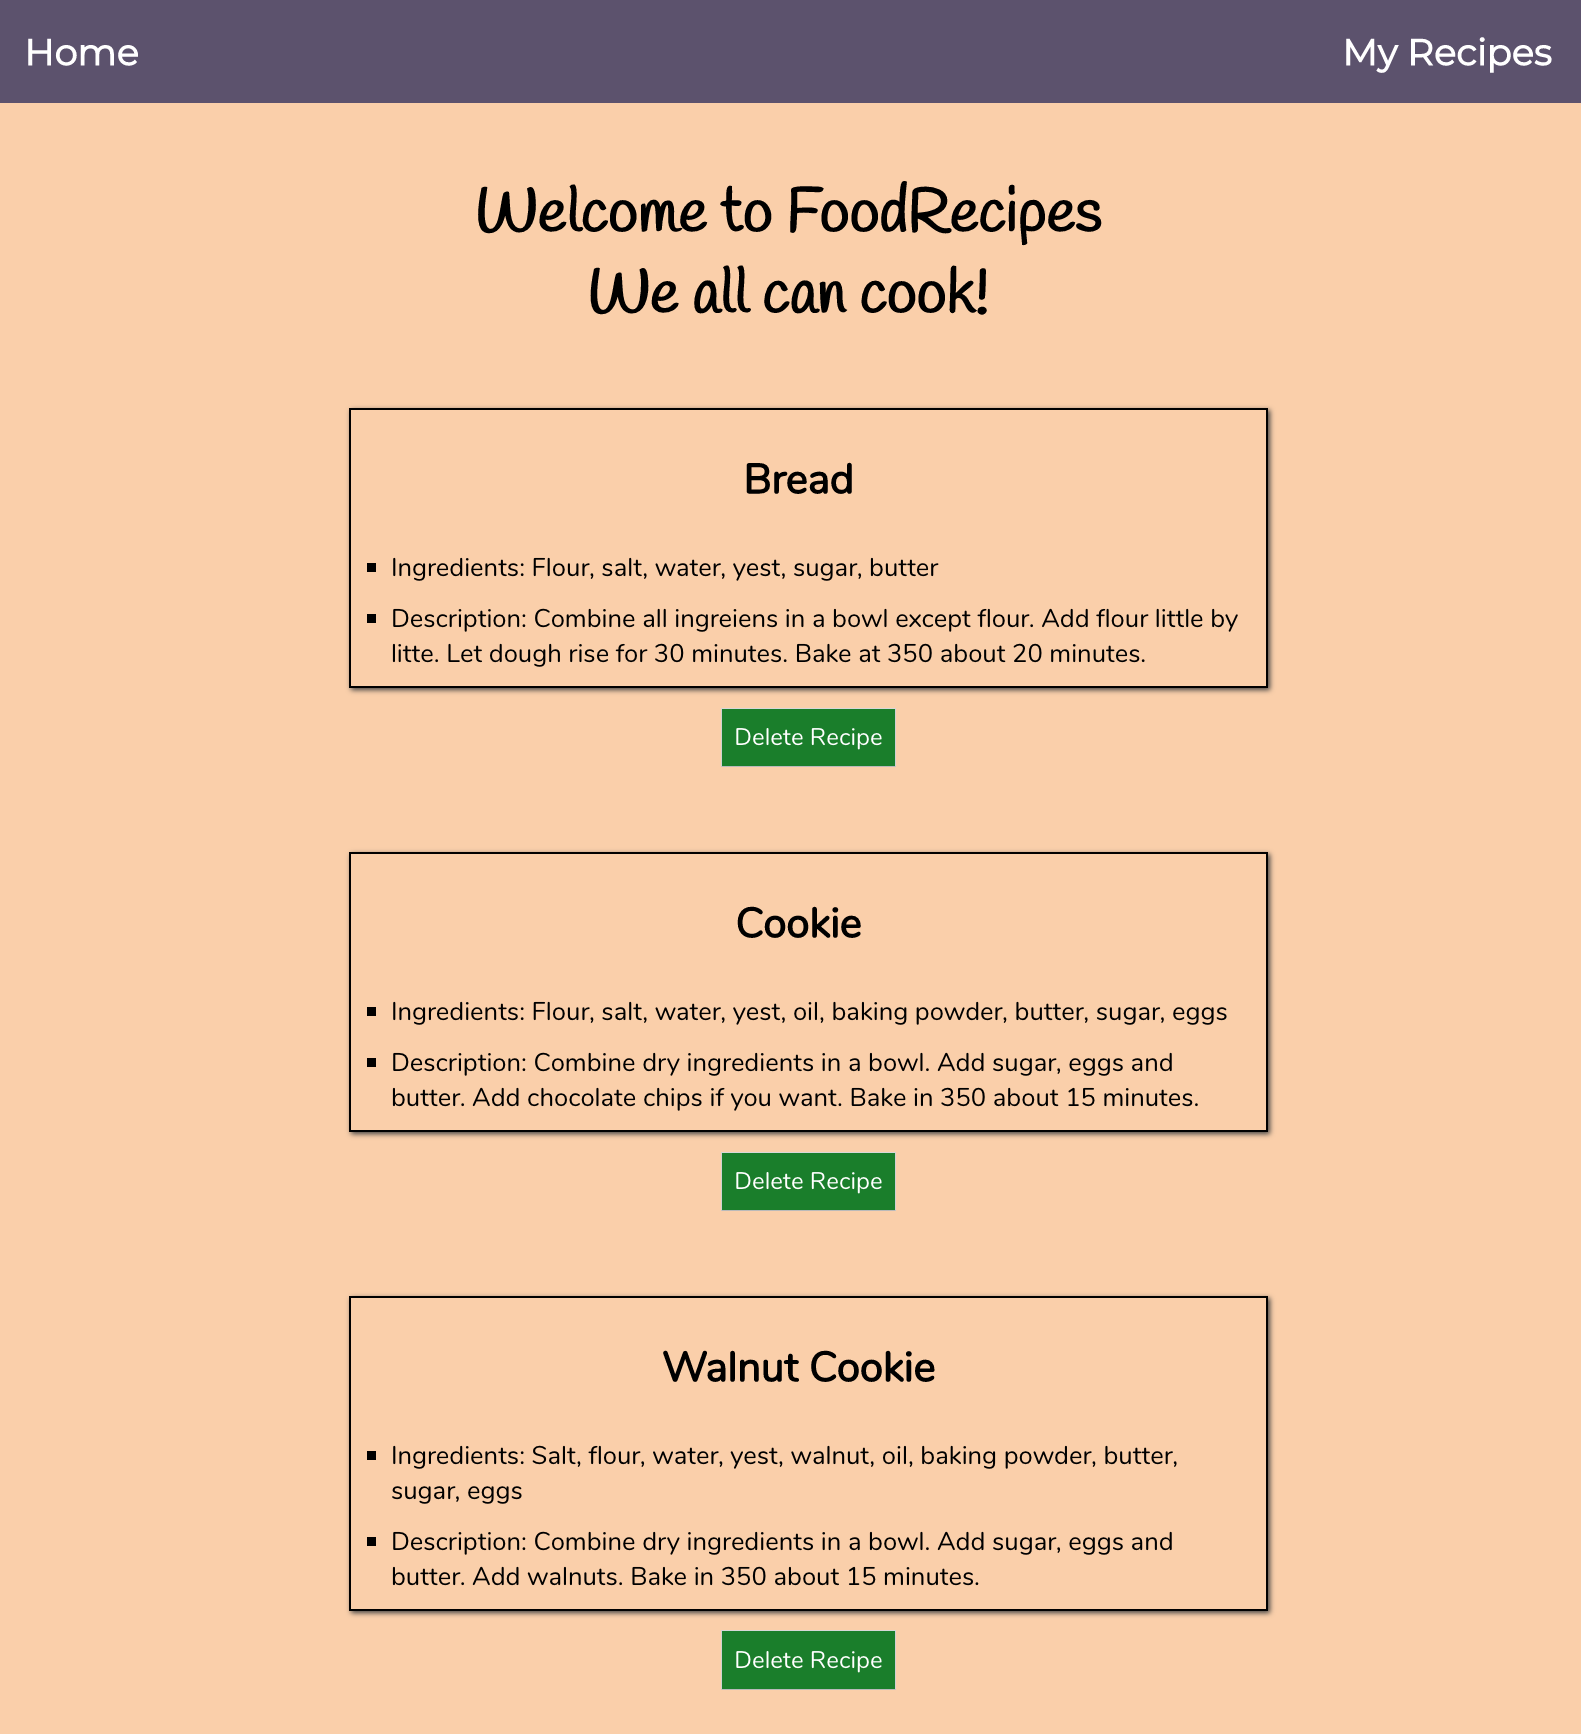 Home
My Recipes
Welcome to FoodRecipes
We all can cook!
Bread
Ingredients: Flour, salt, water, yest, sugar, butter
Description: Combine all ingreiens in a bowl except flour. Add flour little by
litte. Let dough rise for 30 minutes. Bake at 350 about 20 minutes.
Delete Recipe
Cookie
Ingredients: Flour, salt, water, yest, oil, baking powder, butter, sugar, eggs
Description: Combine dry ingredients in a bowl. Add sugar, eggs and
butter. Add chocolate chips if you want. Bake in 350 about 15 minutes.
Delete Recipe
Walnut Cookie
Ingredients: Salt, flour, water, yest, walnut, oil, baking powder, butter,
sugar, eggs
Description: Combine dry ingredients in a bowl. Add sugar, eggs and
butter. Add walnuts. Bake in 350 about 15 minutes.
Delete Recipe